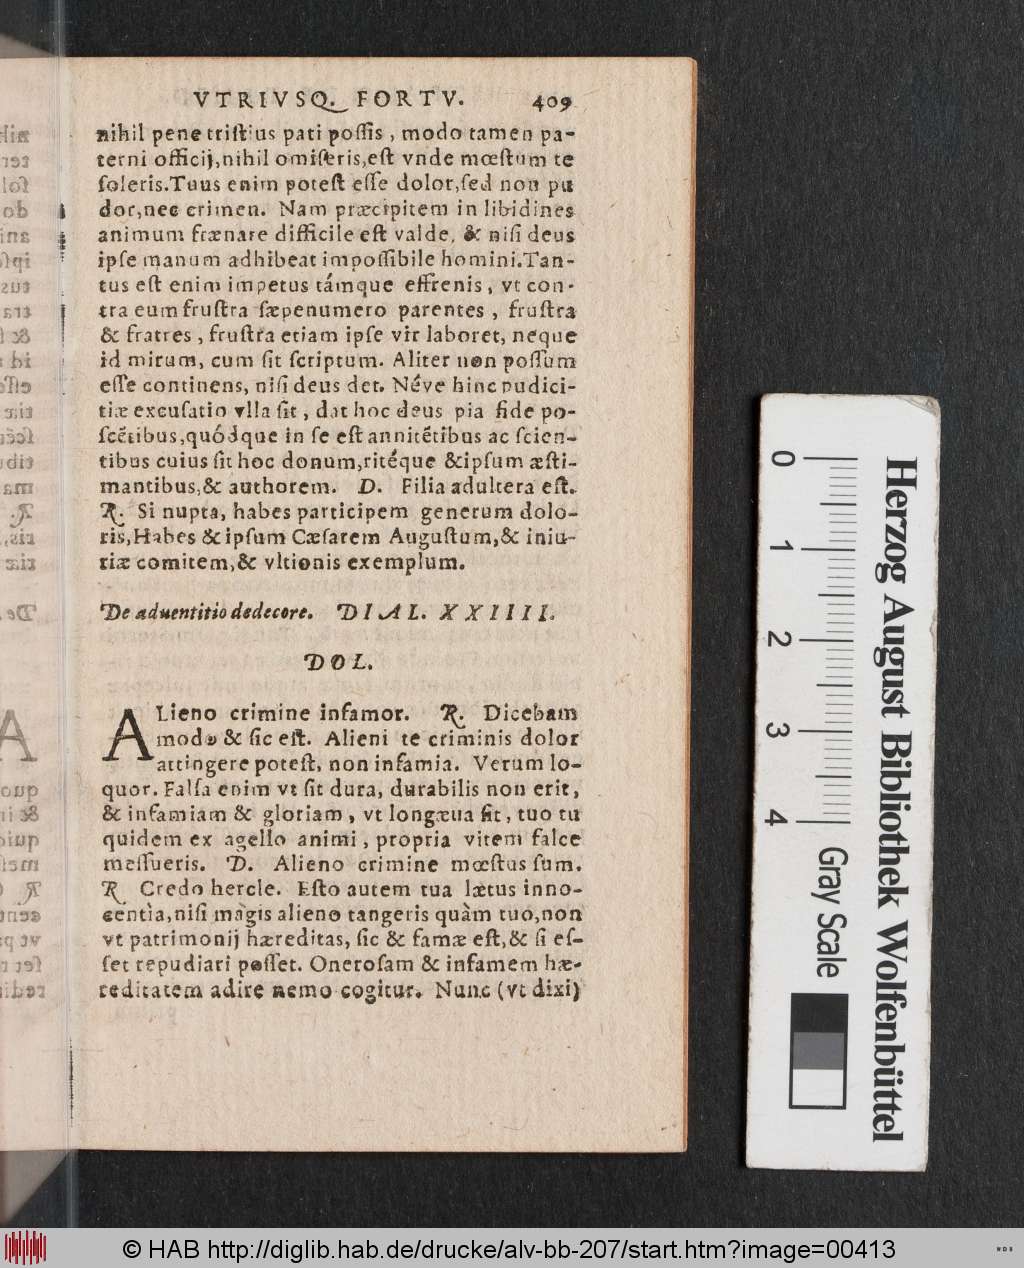 VTRIVSQ. FORTV. 409
nihil pene triſtius pati poſſis, modo tamen pa-
terni officij, nihil omiſeris, eſt vnde mœſtum te
ſoleris. Tuus enim poteſt eſſe dolor, ſed non pu
dor, nec crimen. Nam præcipitem in libidines
animum frænare difficile eſt valde, & niſi deus
ipſe manum adhibeat impoſſibile homini. Tan-
tus eſt enim impetus támque effrenis, vt con-
tra eum fruſtra ſæpenumero parentes, fruſtra
& fratres, fruſtra etiam ipſe vir laboret, neque
id mirum, cum ſit ſcriptum. Aliter non poſſum
eſſe continens, niſi deus det. Néve hinc pudici-
tiæ excuſatio vlla ſit, dat hoc deus pia fide po-
ſcẽtibus, quódque in ſe eſt annitẽtibus ac ſcien-
tibus cuius ſit hoc donum, ritéque & ipſum æſti-
mantibus, & authorem. D. Filia adultera eſt.
R. Si nupta, habes participem generum dolo-
ris, Habes & ipſum Cæſarem Auguſtum, & iniu-
riæ comitem, & vltionis exemplum.
De aduentitio dedecore. DIAL. XXIIII.
DOL.
ALieno crimine infamor. R. Dicebam
modo & ſic eſt. Alieni te criminis dolor
attingere poteſt, non infamia. Verum lo-
quor. Falſa enim vt ſit dura, durabilis non erit,
& infamiam & gloriam, vt longæua ſit, tuo tu
quidem ex agello animi, propria vitem falce
meſſueris. D. Alieno crimine mœſtus ſum.
R Credo hercle. Eſto autem tua lætus inno-
centia, niſi magis alieno tangeris quàm tuo, non
vt patrimonij hæreditas, ſic & famæ eſt, & ſi eſ-
ſet repudiari poſſet. Oneroſam & infamem hæ-
reditatem adire nemo cogitur. Nunc (vt dixi)
0 1 2 3 4
Gray Scale
Herzog August Bibliothek Wolfenbüttel
© HAB http://diglib.hab.de/drucke/alv-bb-207/start.htm?image=00413